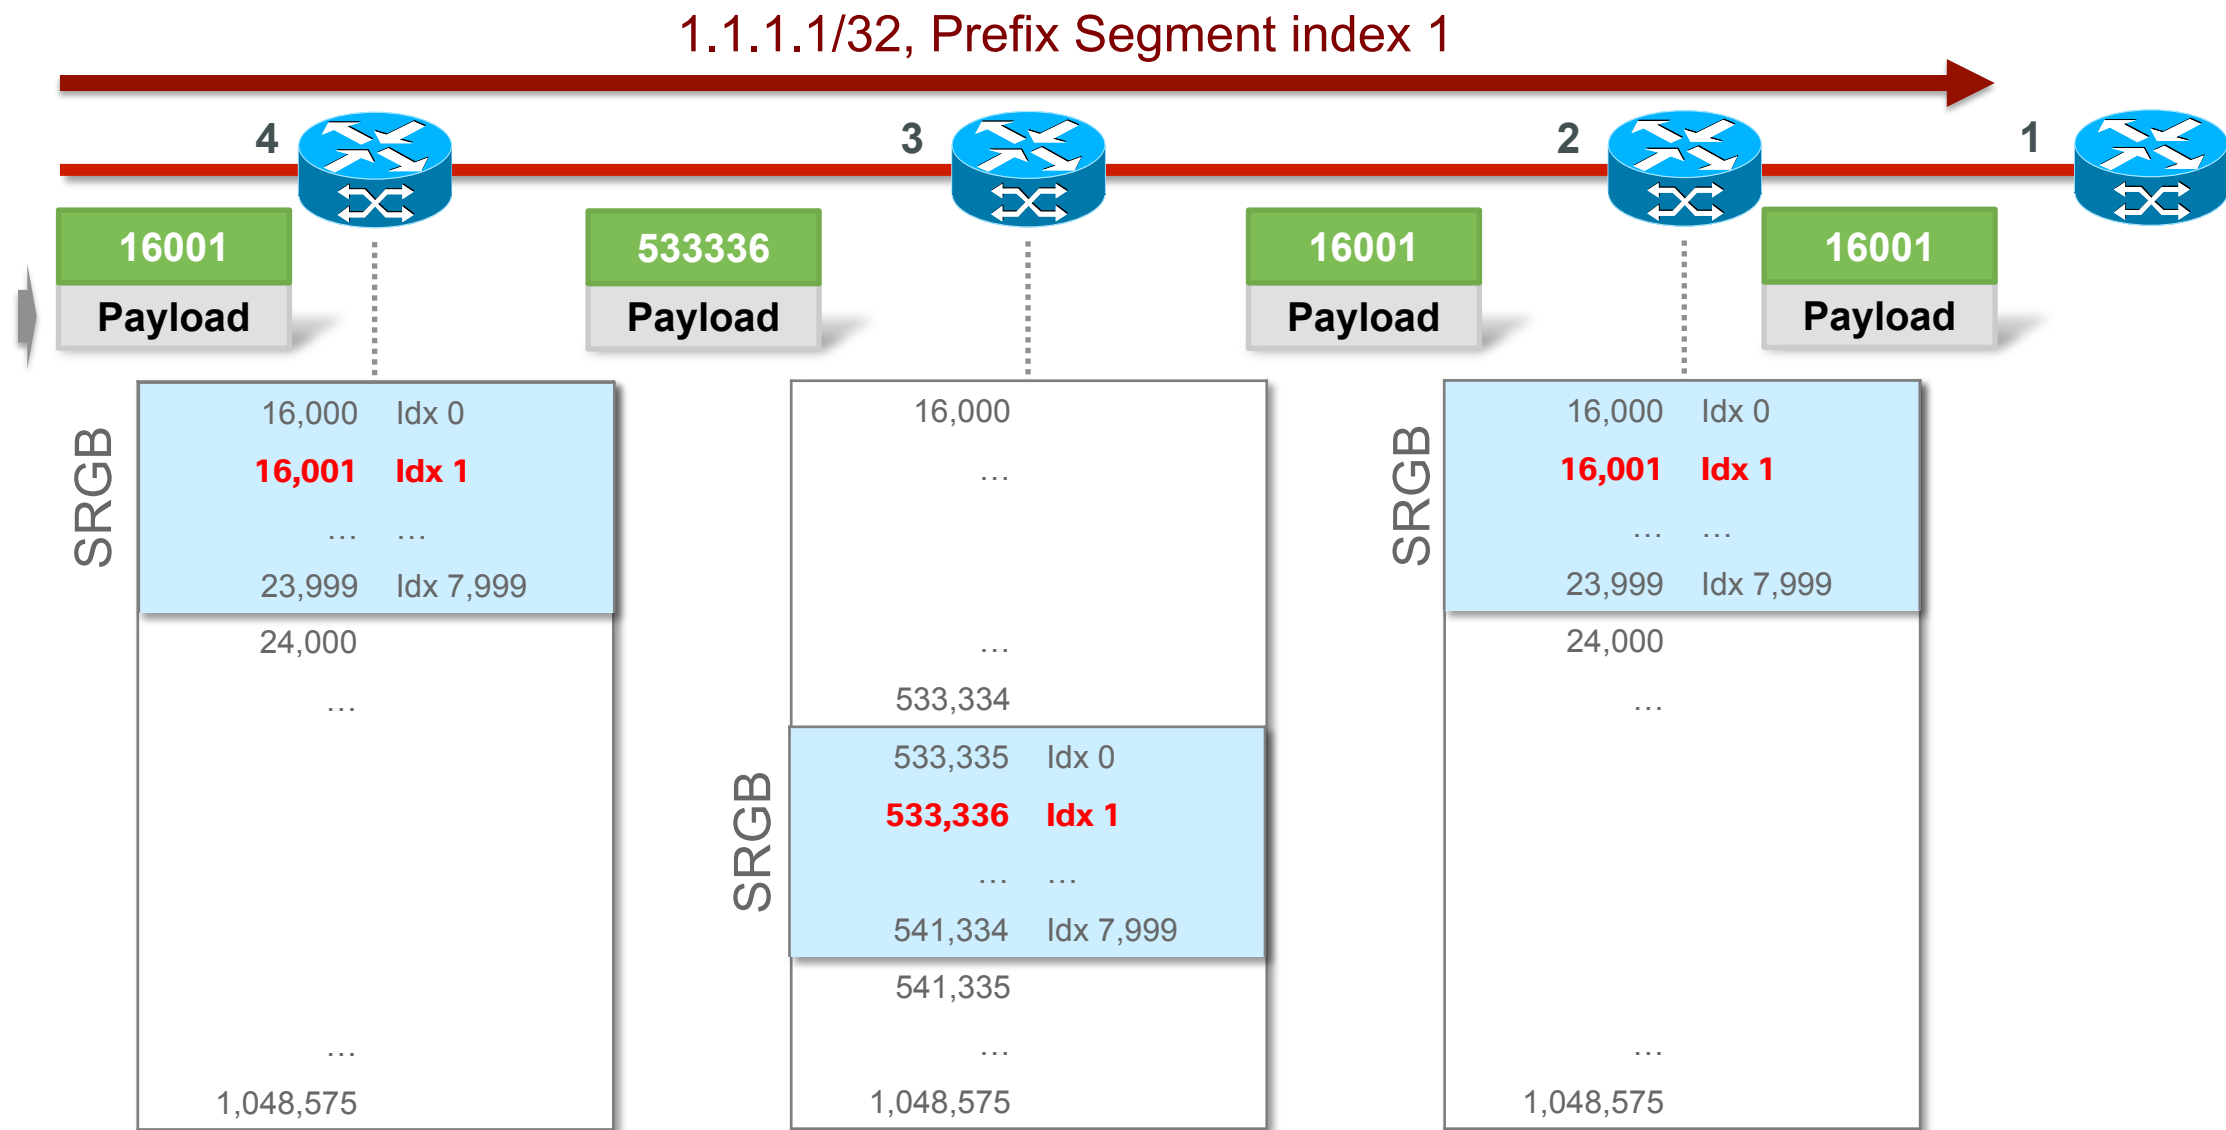 1.1.1.1/32, Prefix Segment index 1
4
3
2
1
16001
Payload
533336
Payload
16001
Payload
16001
Payload
SRGB
16,000 Idx 0
16,001 Idx 1
… …
23,999 Idx 7,999
24,000
…
…
1,048,575
16,000
…
…
533,334
SRGB
533,335 Idx 0
533,336 Idx 1
… …
541,334 Idx 7,999
541,335
…
1,048,575
SRGB
16,000 Idx 0
16,001 Idx 1
… …
23,999 Idx 7,999
24,000
…
…
1,048,575